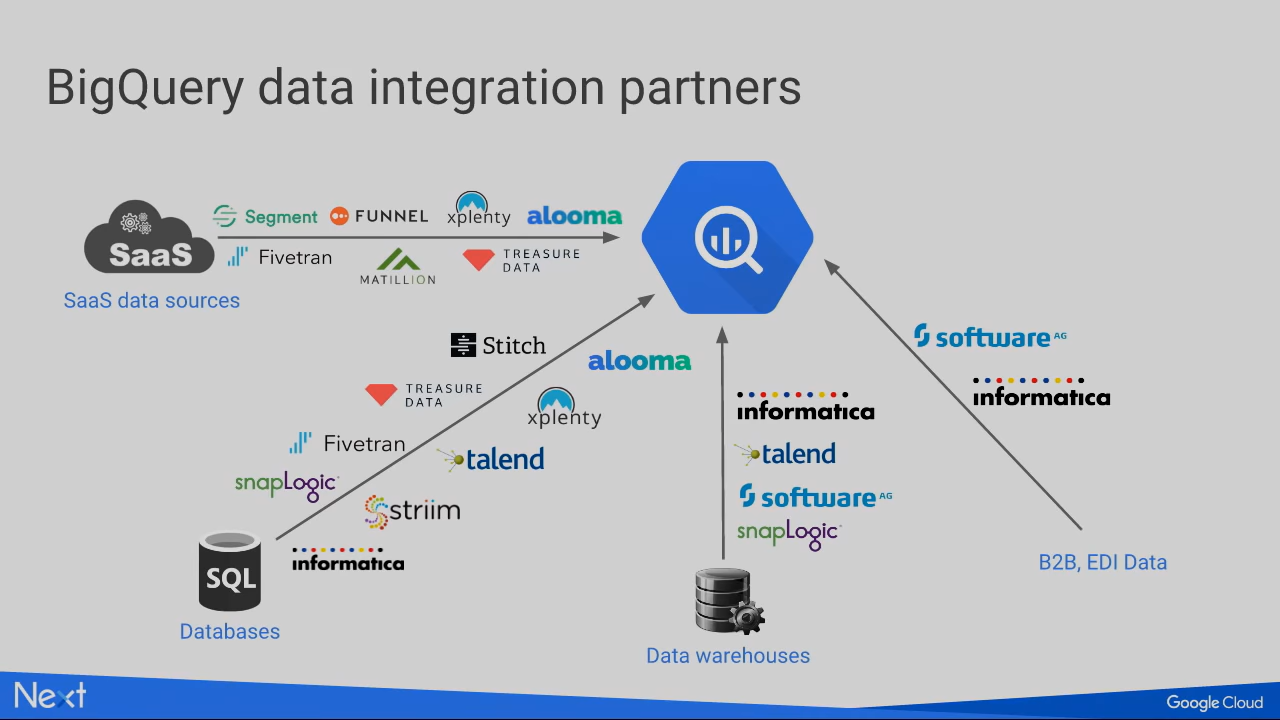 BigQuery data integration partners
SaaS
Segment
FUNNEL
xplenty
alooma
Fivetran
MATILLION
TREASURE
DATA
SaaS data sources
Stitch
alooma
TREASURE
DATA
xplenty
Fivetran
talend
snapLogic
striim
informatica
SQL
Databases
informatica
talend
software AG
snapLogic
Data warehouses
software AG
informatica
B2B, EDI Data
Next
Google Cloud